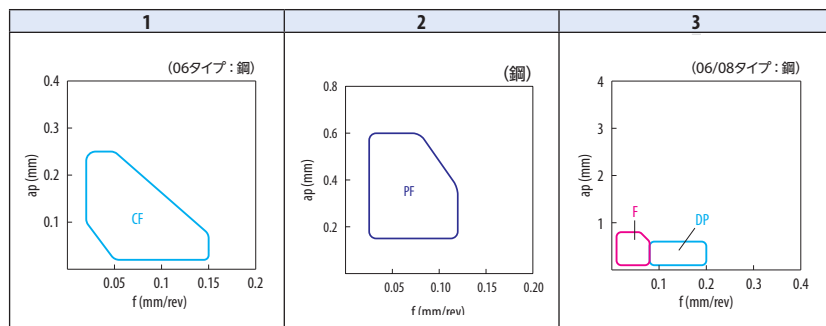 1
2
3
(06タイプ：鋼)
0.4
0.3
0.2
0.1
ap (mm)
CF
0.05
0.10
0.15
0.2
f (mm/rev)
(鋼)
0.8
0.6
0.4
0.2
ap (mm)
PF
0.05
0.10
0.15
0.20
f (mm/rev)
(06/08タイプ：鋼)
4
3
2
1
ap (mm)
F
DP
0.1
0.2
0.3
0.4
f (mm/rev)